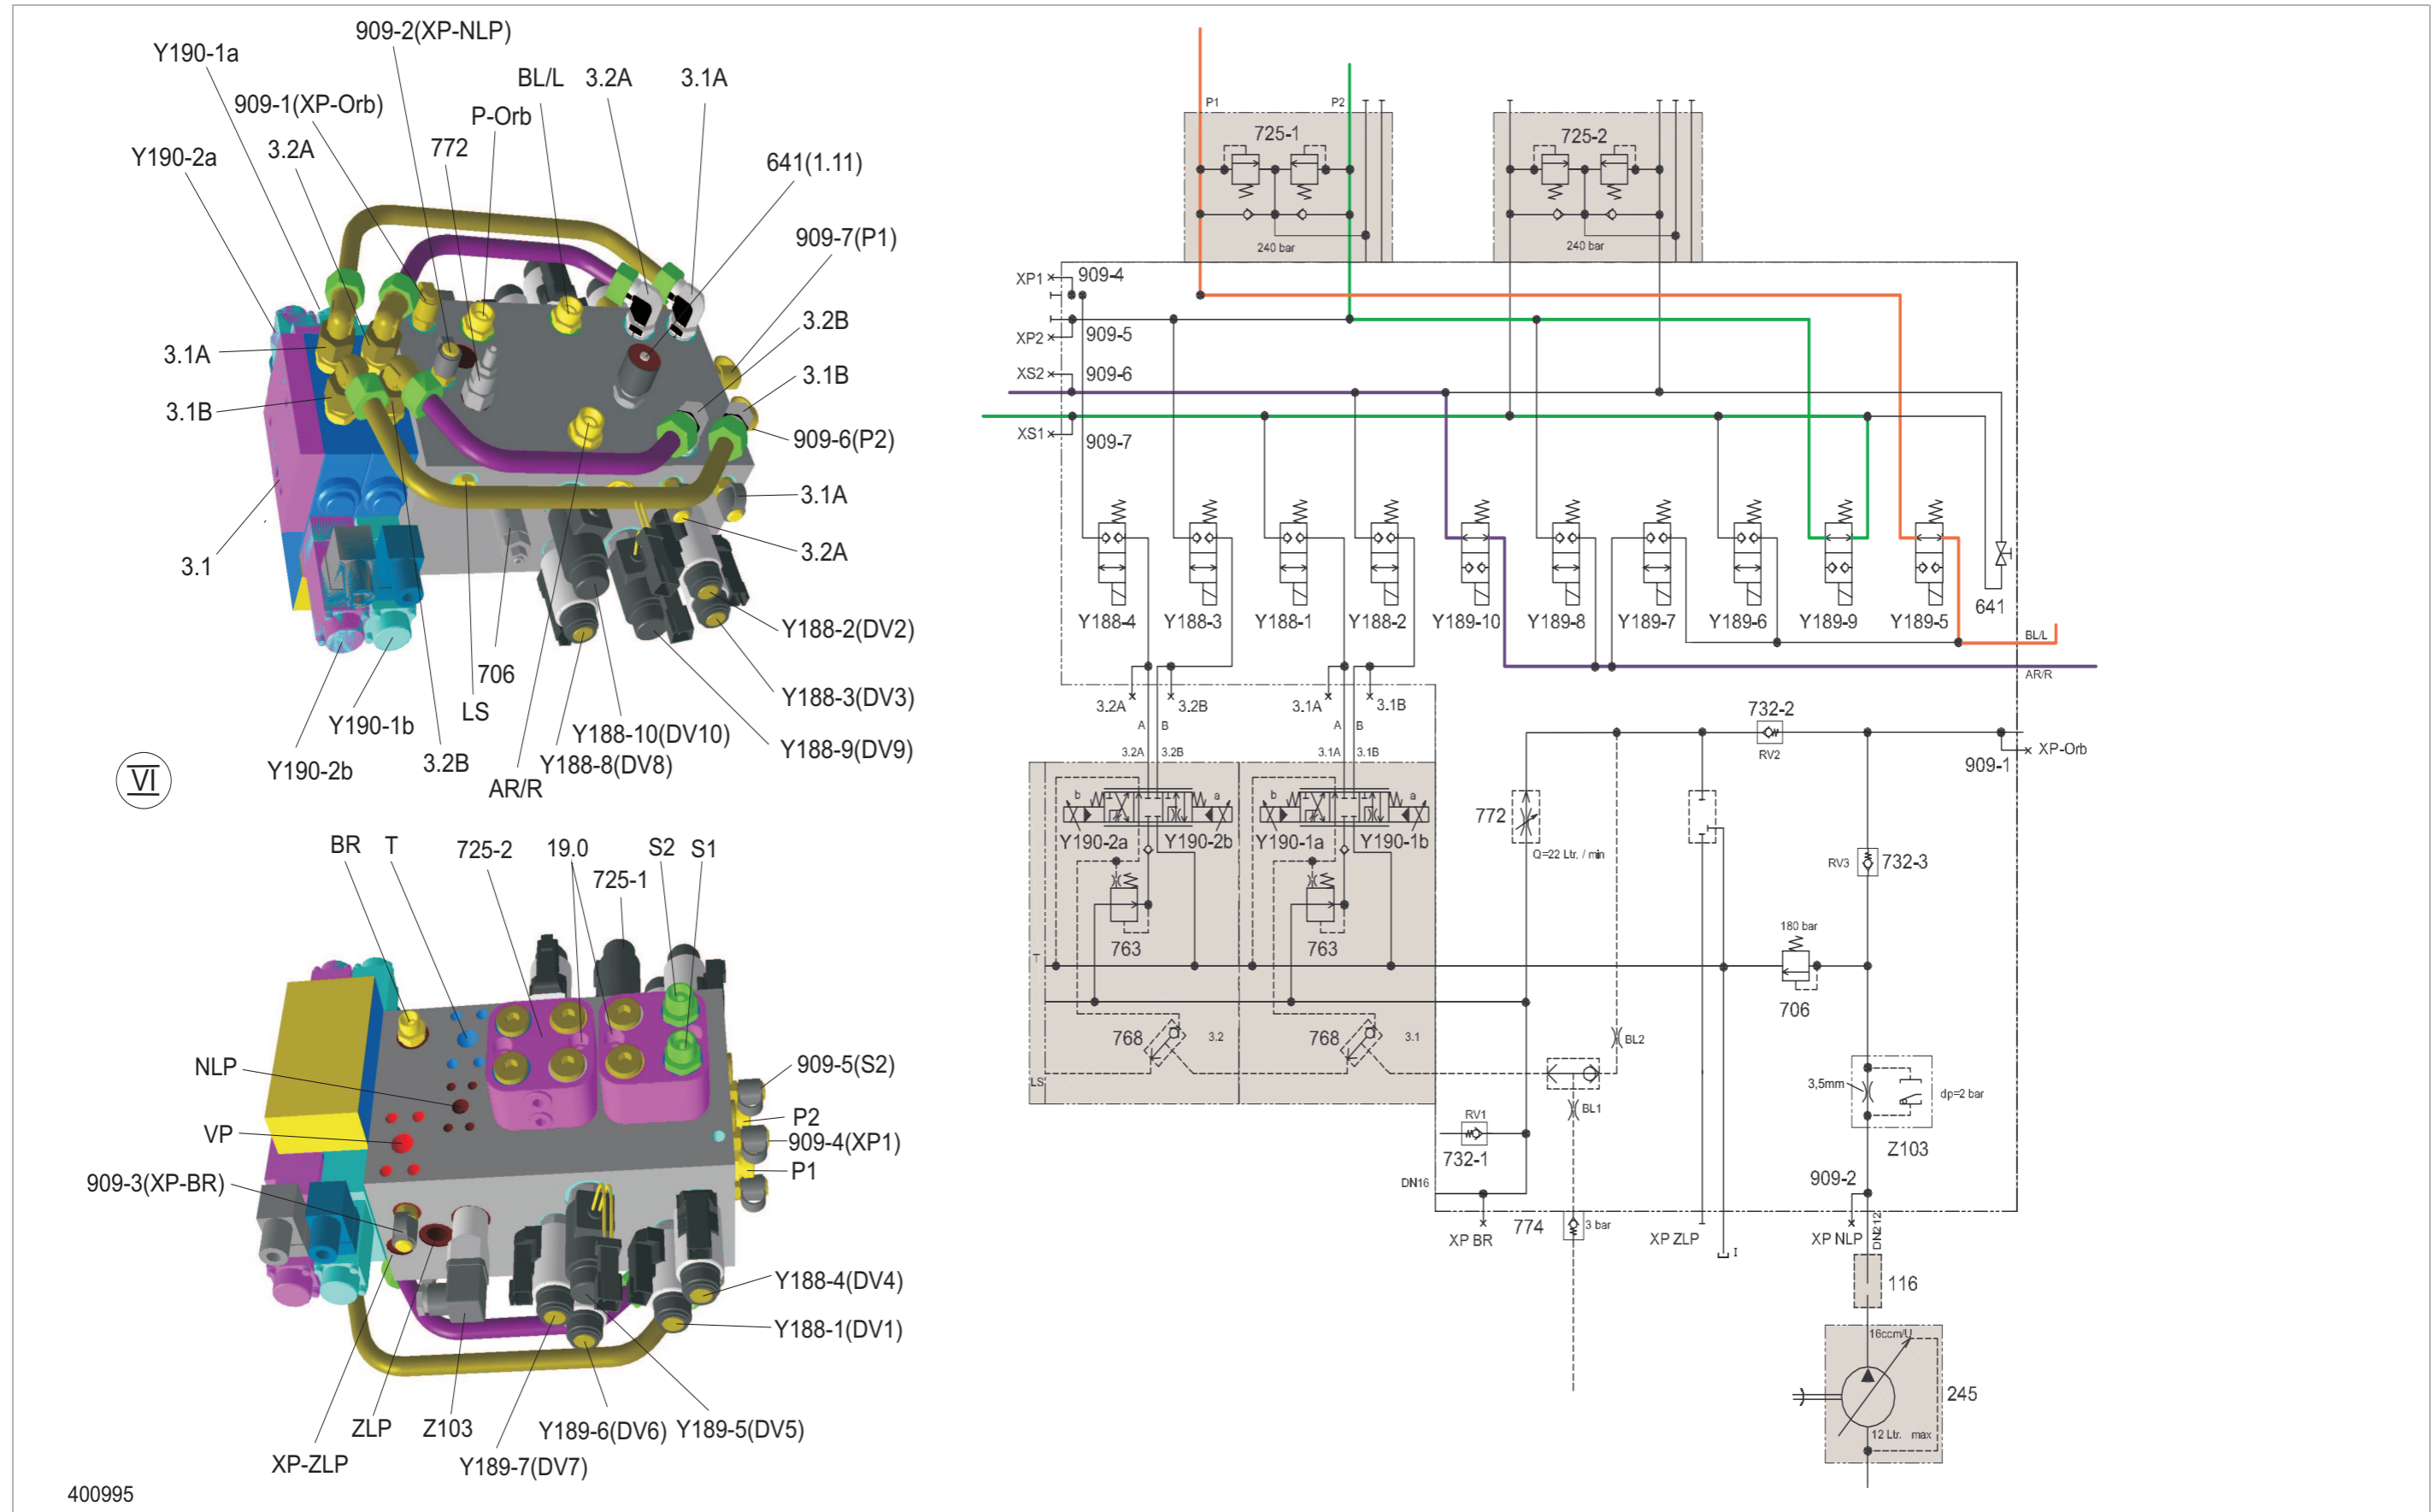 909-2(XP-NLP)
Y190-1a
BL/L
3.2A
3.1A
909-1(XP-Orb)
P-Orb
Y190-2a
3.2A
772
641(1.11)
909-7(P1)
3.2B
3.1A
3.1B
3.1B
909-6(P2)
3.1A
3.2A
3.1
Y188-2(DV2)
706
LS
Y188-3(DV3)
Y190-1b
Y188-10(DV10)
Y188-9(DV9)
Y190-2b
3.2B
Y188-8(DV8)
AR/R
VI
BR
T
725-2
19.0
725-1
S2
S1
909-5(S2)
NLP
P2
VP
909-4(XP1)
P1
909-3(XP-BR)
Y188-4(DV4)
Y188-1(DV1)
ZLP
Z103
Y189-6(DV6)
Y189-5(DV5)
XP-ZLP
Y189-7(DV7)
400995
P1
P2
725-1
240 bar
725-2
240 bar
XP1
909-4
XP2
909-5
XS2
909-6
XS1
909-7
Y188-4
Y188-3
Y188-1
Y188-2
Y189-10
Y189-8
Y189-7
Y189-6
Y189-9
Y189-5
641
BL/L
AR/R
3.2A
3.2B
3.1A
3.1B
A
B
A
B
3.2A
3.2B
3.1A
3.1B
b
a
b
a
Y190-2a
Y190-2b
Y190-1a
Y190-1b
763
763
T
768
3.2
768
3.1
LS
732-2
RV2
XP-Orb
909-1
772
Q=22 Ltr. / min
RV3
732-3
180 bar
706
BL2
BL1
3,5mm
dp=2 bar
Z103
RV1
732-1
DN16
909-2
XP BR
774
3 bar
XP ZLP
XP NLP
DN212
116
16ccm/U
245
12 Ltr. max